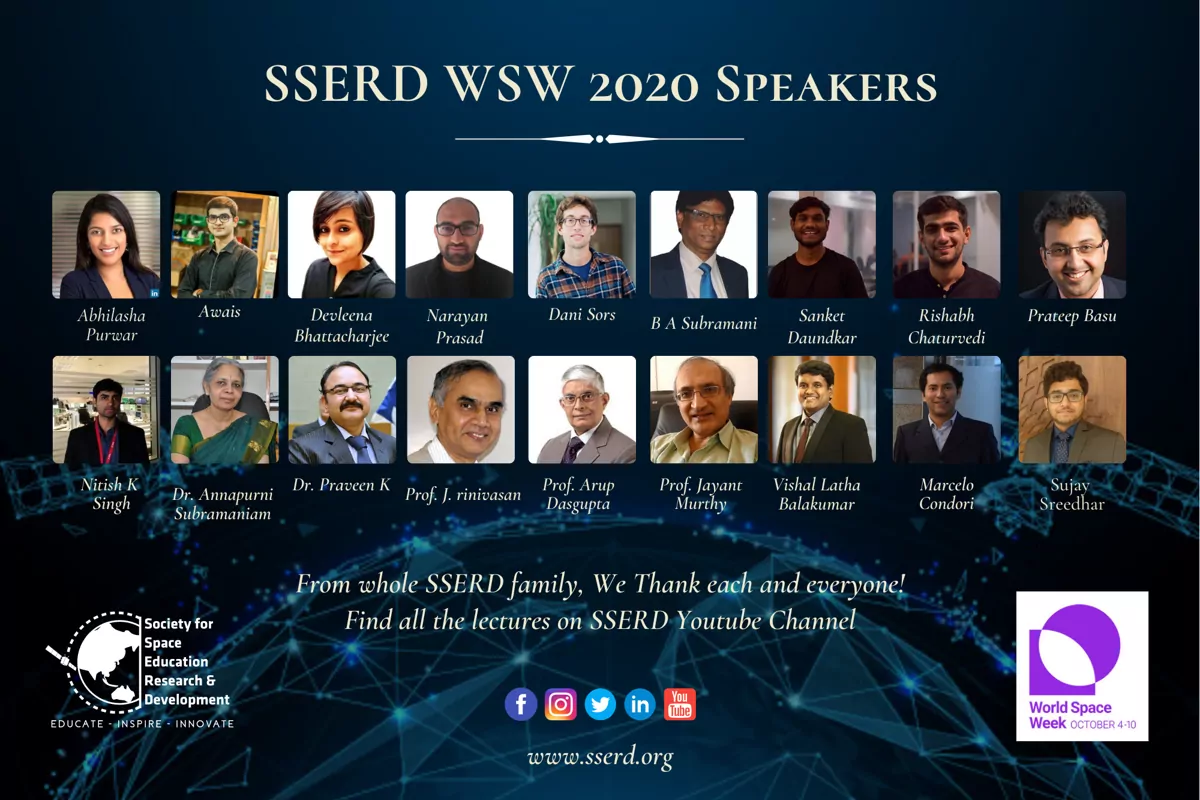 SSERD WSW 2020 Speakers
Abhilasha
Purwar
Awais
Devleena
Bhattacharjee
Narayan
Prasad
Dani Sors
B A Subramani
Sanket
Daundkar
Rishabh
Chaturvedi
Prateep Basu
Nitish K
Singh
Dr. Annapurni
Subramaniam
Dr. Praveen K
Prof. J. rinivasan
Prof. Arup
Dasgupta
Prof. Jayant
Murthy
Vishal Latha
Balakumar
Marcelo
Condori
Sujay
Sreedhar
From whole SSERD family, We Thank each and everyone!
Find all the lectures on SSERD Youtube Channel
Society for
Space
Education
Research &
Development
EDUCATE - INSPIRE - INNOVATE
f
in
You
Tube
www.sserd.org
World Space
Week OCTOBER 4-10
in